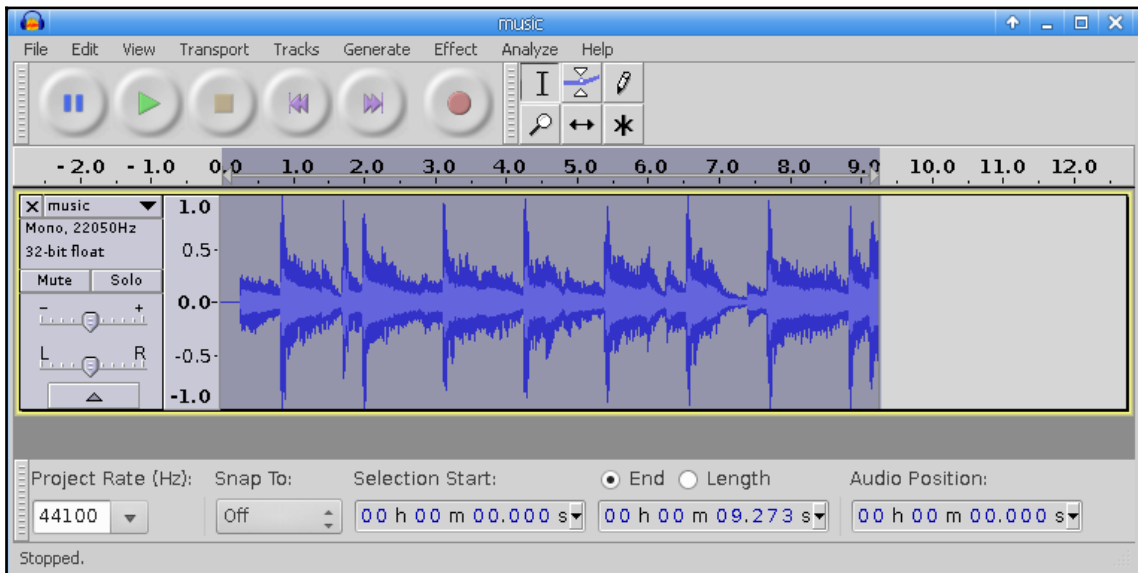 music
File Edit View Transport Tracks Generate Effect Analyze Help
- 2.0 - 1.0 0.0 1.0 2.0 3.0 4.0 5.0 6.0 7.0 8.0 9.0 10.0 11.0 12.0
X music
Mono, 22050Hz
32-bit float
Mute Solo
- +
L R
1.0
0.5-
0.0-
-0.5-
-1.0
Project Rate (Hz): Snap To: Selection Start: End Length Audio Position:
44100 Off 00 h 00 m 00.000 s 00 h 00 m 09.273 s 00 h 00 m 00.000 s
Stopped.